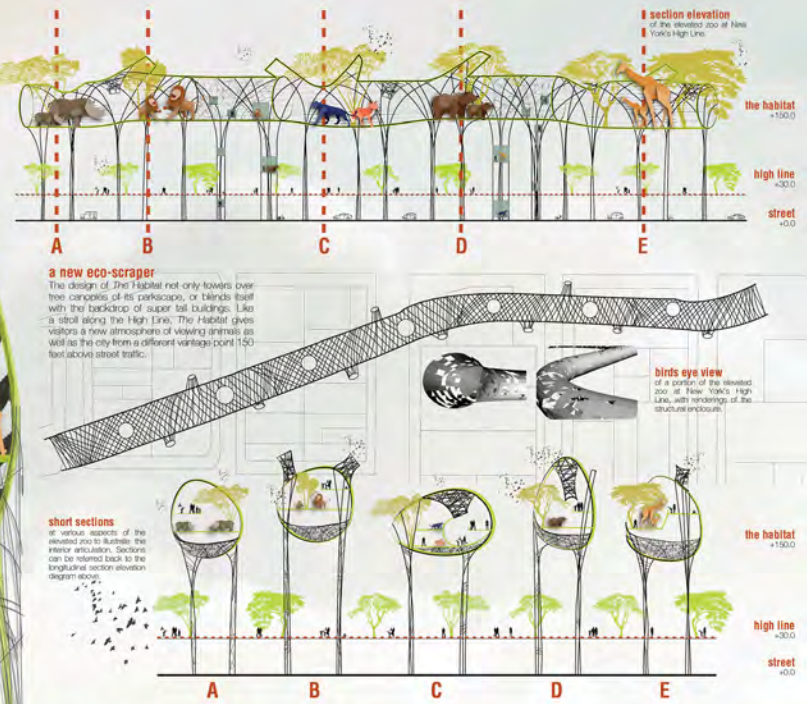 section elevation
of the elevated zoo at New
York's High Line.
the habitat
+150.0
high line
+30.0
street
+0.0
A
B
C
D
E
a new eco-scraper
The design of The Habitat not only towers over
tree canopies of its parkscape, or blends itself
with the backdrop of super tall buildings. Like
a stroll along the High Line, The Habitat gives
visitors a new atmosphere of viewing animals as
well as the city from a different vantage point 150
feet above street traffic.
birds eye view
of a portion of the elevated
zoo at New York's High
Line, with renderings of the
structural enclosure.
short sections
at various aspects of the
elevated zoo to illustrate the
interior articulation. Sections
can be referred back to the
longitudinal section elevation
diagram above.
the habitat
+150.0
high line
+30.0
street
+0.0
A
B
C
D
E